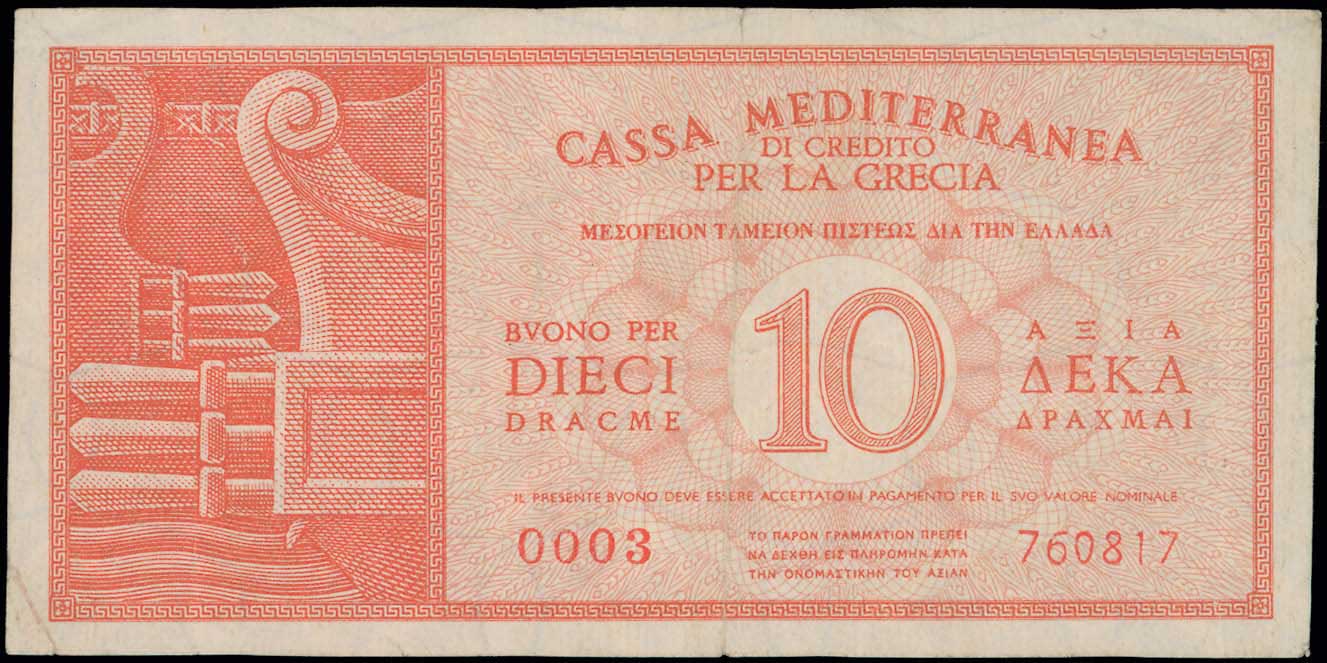 CASSA MEDITERRANEA
DI CREDITO
PER LA GRECIA
ΜΕΣΟΓΕΙΟΝ ΤΑΜΕΙΟΝ ΠΙΣΤΕΩΣ ΔΙΑ ΤΗΝ ΕΛΛΑΔΑ
BVONO PER
DIECI
DRACME
10
ΑΞΙΑ
ΔΕΚΑ
ΔΡΑΧΜΑΙ
IL PRESENTE BVONO DEVE ESSERE ACCETTATO IN PAGAMENTO PER IL SVO VALORE NOMINALE
0003
ΤΟ ΠΑΡΟΝ ΓΡΑΜΜΑΤΙΟΝ ΠΡΕΠΕΙ
ΝΑ ΔΕΧΘΗ ΕΙΣ ΠΛΗΡΟΜΗΝ ΚΑΤΑ
ΤΗΝ ΟΝΟΜΑΣΤΙΚΗΝ ΤΟΥ ΑΞΙΑΝ
760817